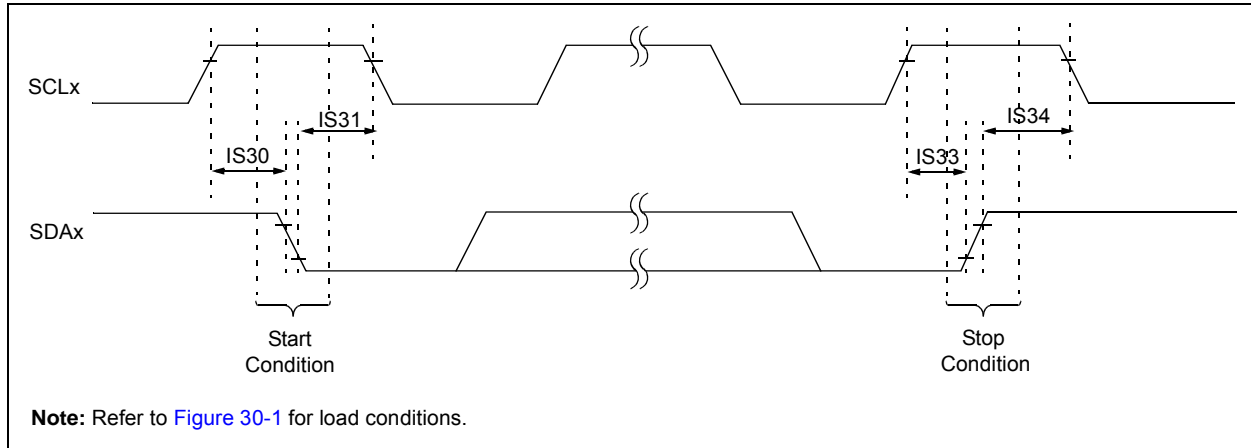 SCLx
IS31
IS34
IS30
IS33
SDAx
Start
Condition
Stop
Condition
Note: Refer to Figure 30-1 for load conditions.